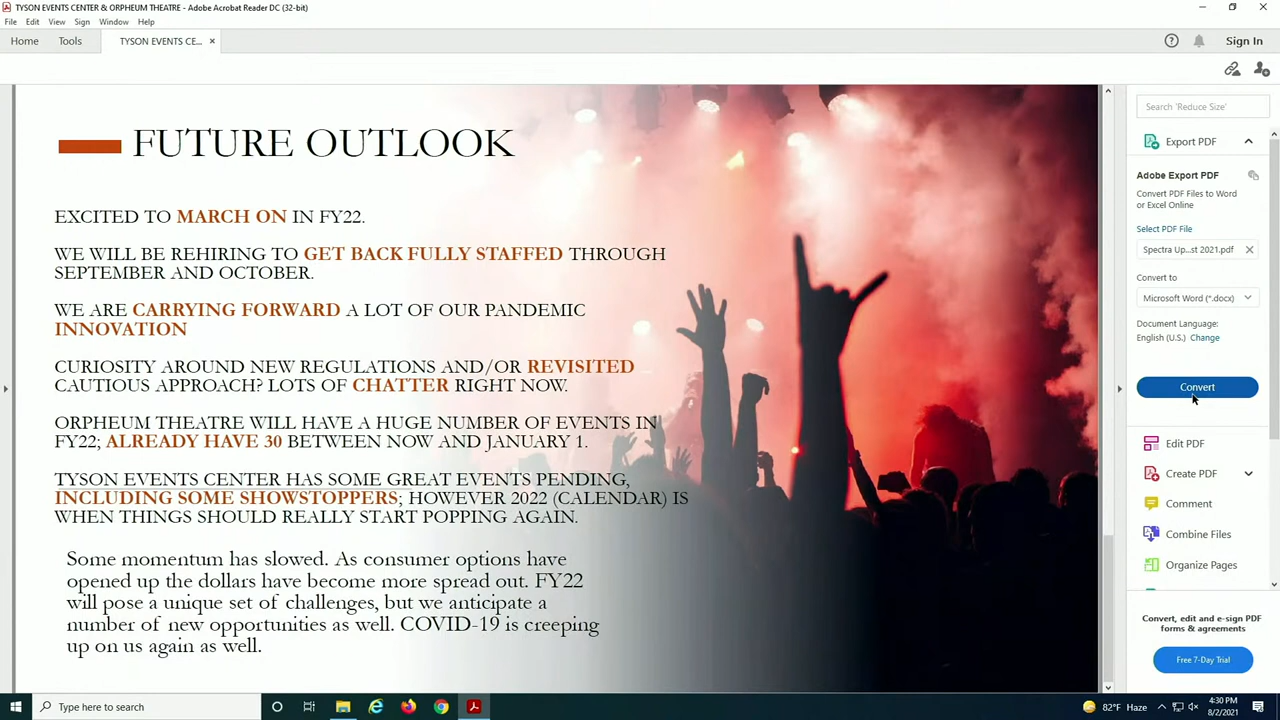 TYSON EVENTS CENTER & ORPHEUM THEATRE - Adobe Acrobat Reader DC (32-bit)
File Edit View Sign Window Help
Home Tools TYSON EVENTS CE... × Sign In
Search 'Reduce Size'
Export PDF
Adobe Export PDF
Convert PDF Files to Word
or Excel Online
Select PDF File
Spectra Up...st 2021.pdf
Convert to
Microsoft Word (*.docx)
Document Language:
English (U.S.) Change
Convert
Edit PDF
Create PDF
Comment
Combine Files
Organize Pages
Convert, edit and e-sign PDF
forms & agreements
Free 7-Day Trial
FUTURE OUTLOOK
EXCITED TO MARCH ON IN FY22.
WE WILL BE REHIRING TO GET BACK FULLY STAFFED THROUGH
SEPTEMBER AND OCTOBER.
WE ARE CARRYING FORWARD A LOT OF OUR PANDEMIC
INNOVATION
CURIOSITY AROUND NEW REGULATIONS AND/OR REVISITED
CAUTIOUS APPROACH? LOTS OF CHATTER RIGHT NOW.
ORPHEUM THEATRE WILL HAVE A HUGE NUMBER OF EVENTS IN
FY22; ALREADY HAVE 30 BETWEEN NOW AND JANUARY 1.
TYSON EVENTS CENTER HAS SOME GREAT EVENTS PENDING,
INCLUDING SOME SHOWSTOPPERS; HOWEVER 2022 (CALENDAR) IS
WHEN THINGS SHOULD REALLY START POPPING AGAIN.
Some momentum has slowed. As consumer options have
opened up the dollars have become more spread out. FY22
will pose a unique set of challenges, but we anticipate a
number of new opportunities as well. COVID-19 is creeping
up on us again as well.
Type here to search
82°F Haze
4:30 PM
8/2/2021